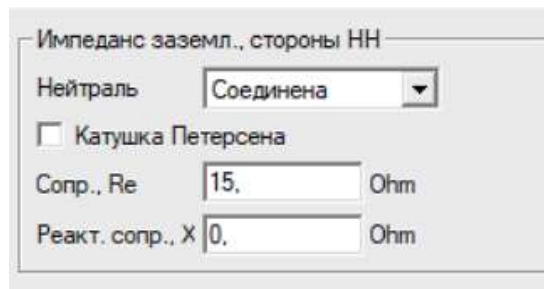 Импеданс заземл., стороны НН
Нейтраль Соединена
Катушка Петерсена
Сопр., Re 15, Ohm
Реакт. сопр., X 0, Ohm